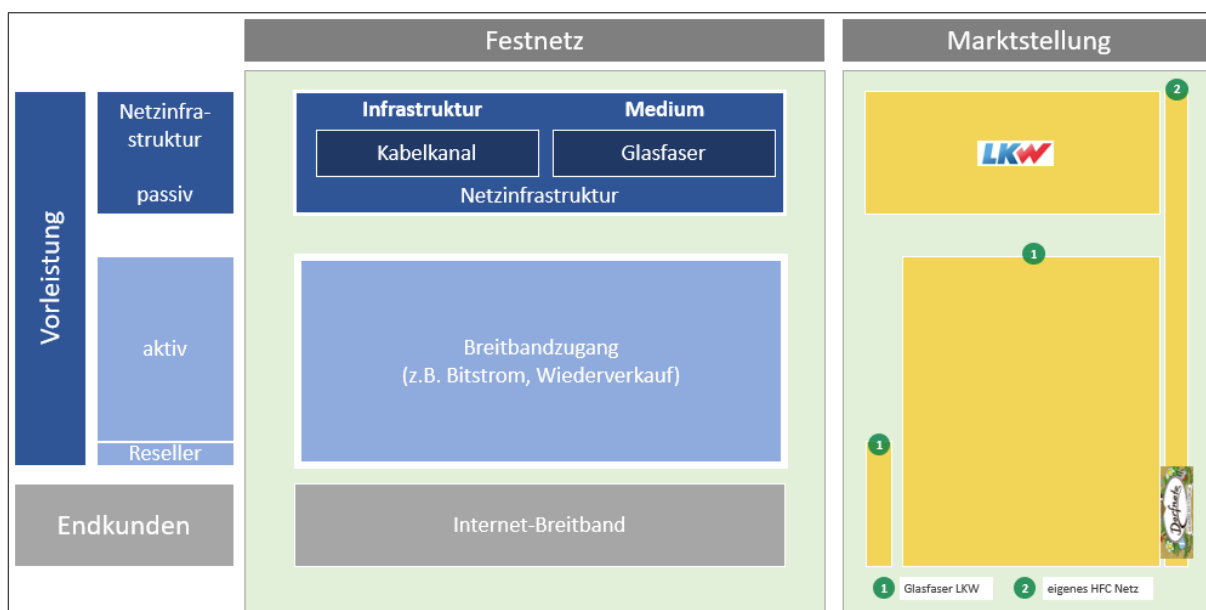 Festnetz
Marktstellung
Vorleistung
Netzinfra-
struktur
passiv
Infrastruktur
Medium
Kabelkanal
Glasfaser
Netzinfrastruktur
LKW
2
1
aktiv
Breitbandzugang
(z.B. Bitstrom, Wiederverkauf)
Reseller
1
Endkunden
Internet-Breitband
Dorfnetz
1 Glasfaser LKW
2 eigenes HFC Netz